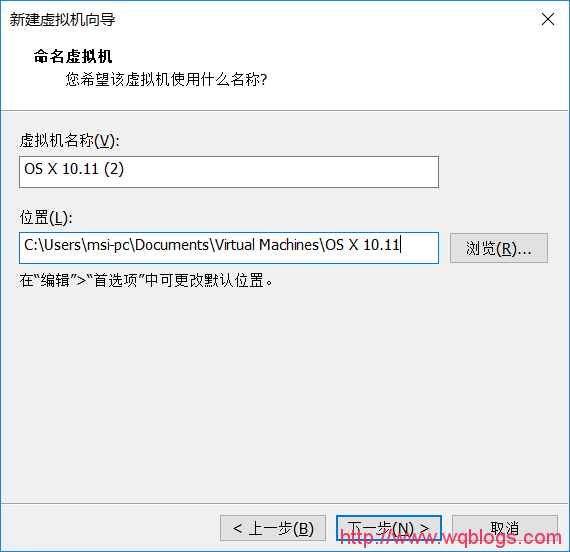 新建虚拟机向导
命名虚拟机
您希望该虚拟机使用什么名称?
虚拟机名称(V):
OS X 10.11 (2)
位置(L):
C:\Users\msi-pc\Documents\Virtual Machines\OS X 10.11
浏览(R)...
在“编辑”>“首选项”中可更改默认位置。
< 上一步(B)
下一步(N) >
取消
http://www.wqblogs.com